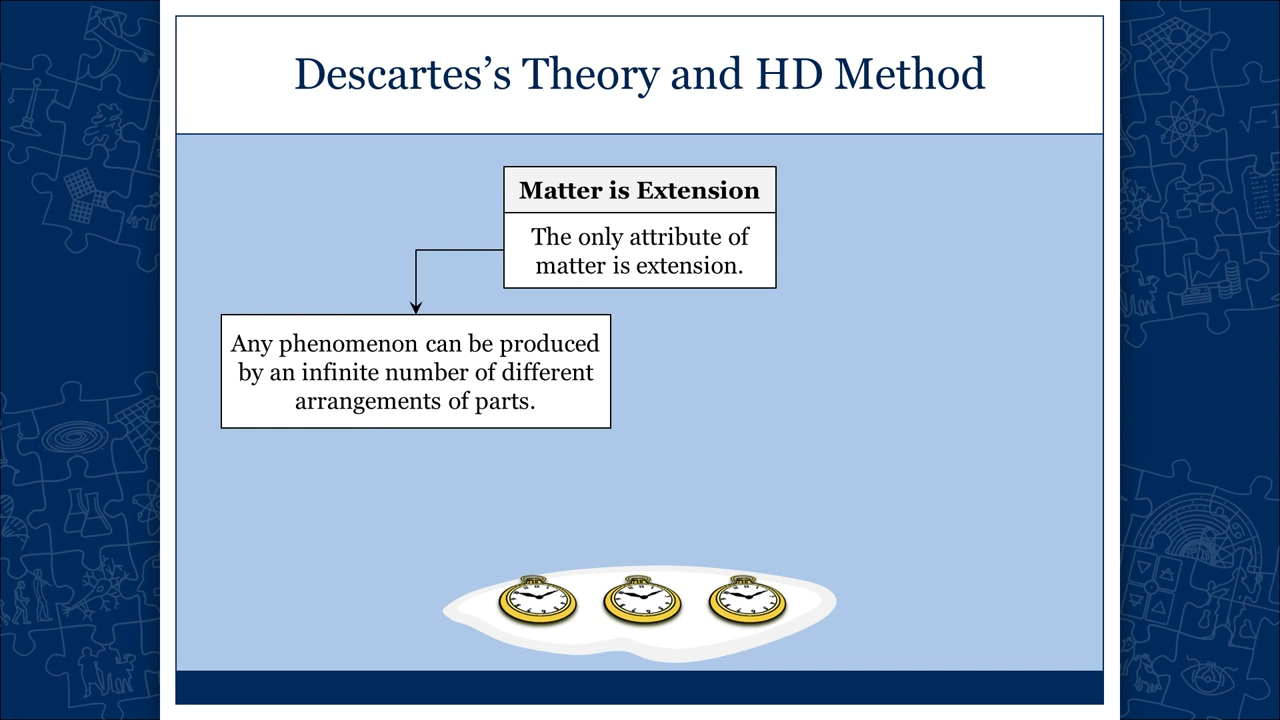 Descartes’s Theory and HD Method
Matter is Extension
The only attribute of
matter is extension.
Any phenomenon can be produced
by an infinite number of different
arrangements of parts.